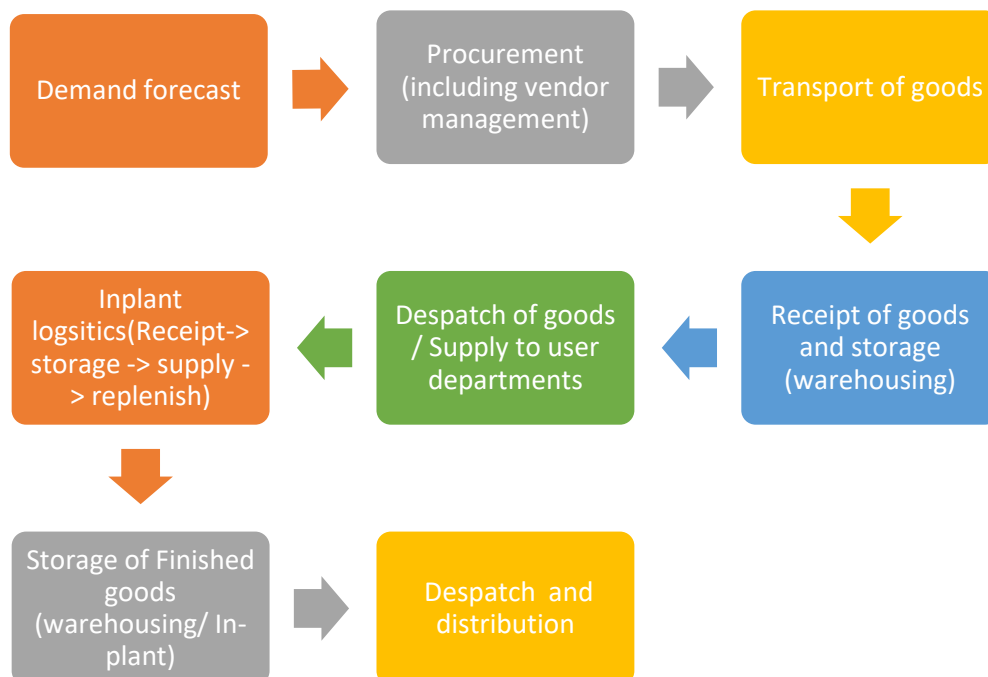 Demand forecast
Procurement
(including vendor
management)
Transport of goods
Receipt of goods
and storage
(warehousing)
Despatch of goods
/ Supply to user
departments
Inplant
logsitics(Receipt->
storage -> supply -
> replenish)
Storage of Finished
goods
(warehousing/ In-
plant)
Despatch  and
distribution